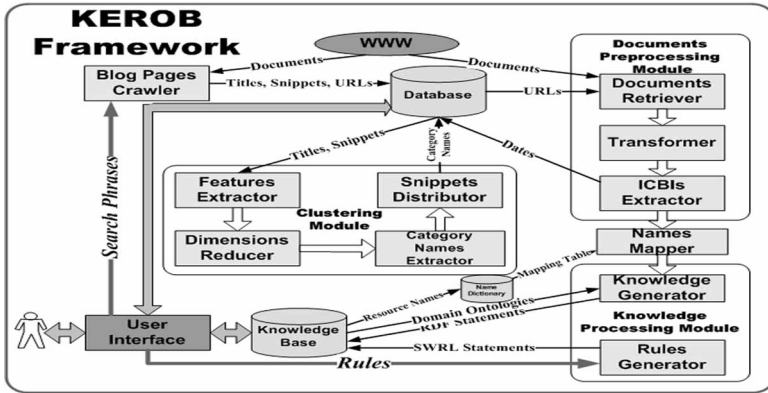 KEROB
Framework
WWW
Documents
Documents
Documents
Preprocessing
Module
Blog Pages
Crawler
Titles, Snippets, URLs
Database
URLs
Documents
Retriever
Transformer
Titles, Snippets
Category
Names
Dates
Features
Extractor
Snippets
Distributor
ICBIs
Extractor
Clustering
Module
Dimensions
Reducer
Category
Names
Extractor
Names
Mapper
Search Phrases
Mapping Table
Resource Names
Name
Dictionary
Domain Ontologies
RDF Statements
Knowledge
Generator
Knowledge
Processing Module
User
Interface
Knowledge
Base
SWRL Statements
Rules
Rules
Generator